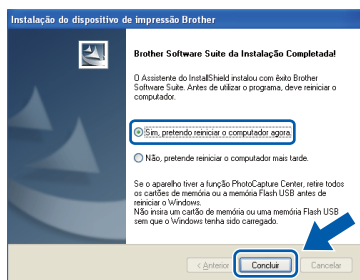 Instalação do dispositivo de impressão Brother
Brother Software Suite da Instalação Completada!
O Assistente do InstallShield instalou com êxito Brother
Software Suite. Antes de utilizar o programa, deve reiniciar o
computador.
Sim, pretendo reiniciar o computador agora.
Não, pretende reiniciar o computador mais tarde.
Se o aparelho tiver a função PhotoCapture Center, retire todos
os cartões de memória ou a memória Flash USB antes de
reiniciar o Windows.
Não insira um cartão de memória ou uma memória Flash USB
sem que o Windows tenha sido carregado.
< Anterior Concluir Cancelar